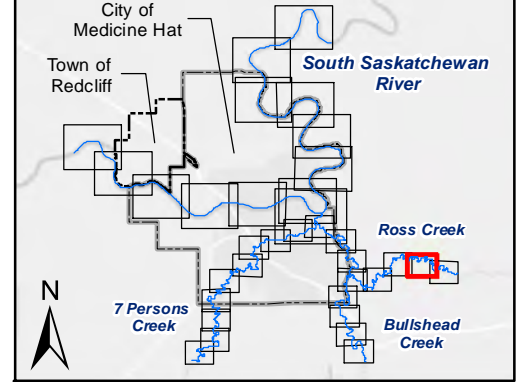 City of
Medicine Hat
Town of
Redcliff
South Saskatchewan
River
Ross Creek
N
7 Persons
Creek
Bullshead
Creek